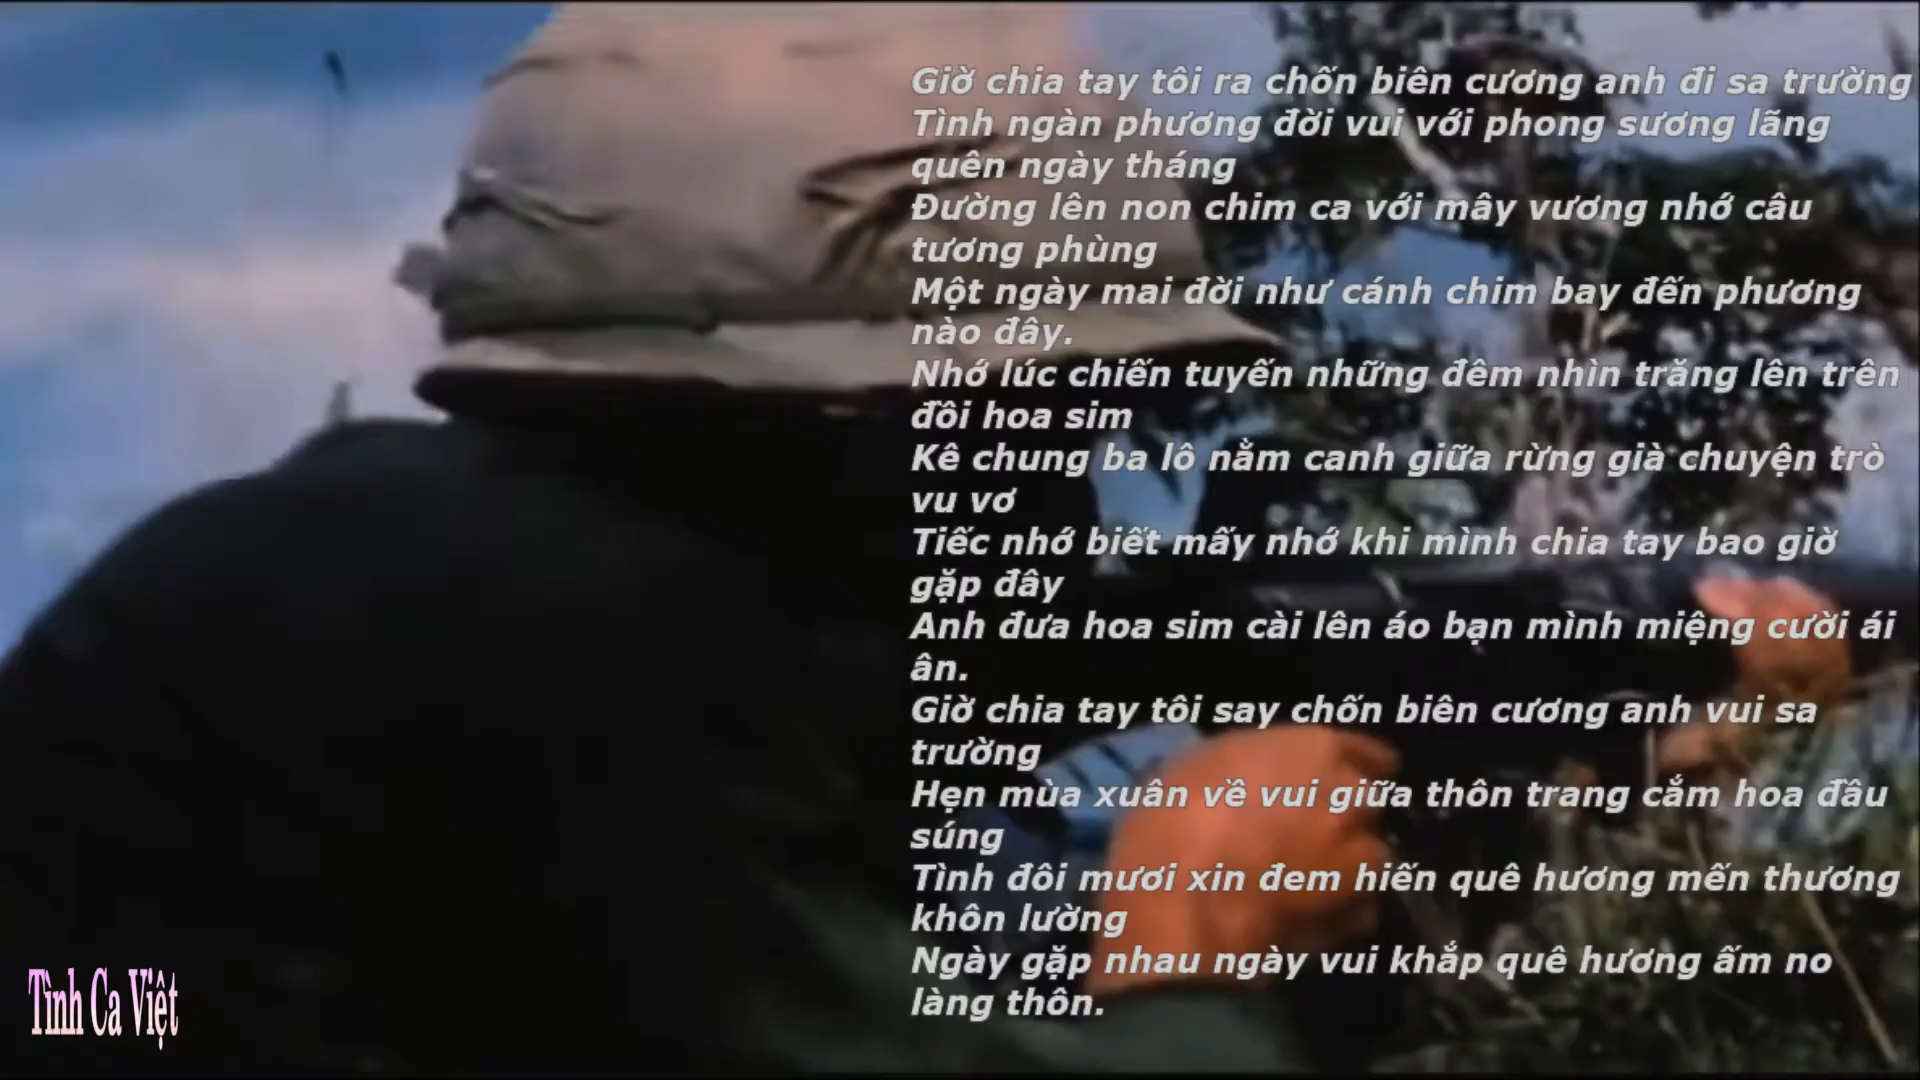 Giờ chia tay tôi ra chốn biên cương anh đi sa trường
Tình ngàn phương đời vui với phong sương lãng
quên ngày tháng
Đường lên non chim ca với mây vương nhớ câu
tương phùng
Một ngày mai đời như cánh chim bay đến phương
nào đây.
Nhớ lúc chiến tuyến những đêm nhìn trăng lên trên
đồi hoa sim
Kê chung ba lô nằm canh giữa rừng già chuyện trò
vu vơ
Tiếc nhớ biết mấy nhớ khi mình chia tay bao giờ
gặp đây
Anh đưa hoa sim cài lên áo bạn mình miệng cười ái
ân.
Giờ chia tay tôi say chốn biên cương anh vui sa
trường
Hẹn mùa xuân về vui giữa thôn trang cắm hoa đầu
súng
Tình đôi mươi xin đem hiến quê hương mến thương
khôn lường
Ngày gặp nhau ngày vui khắp quê hương ấm no
làng thôn.
Tình Ca Việt